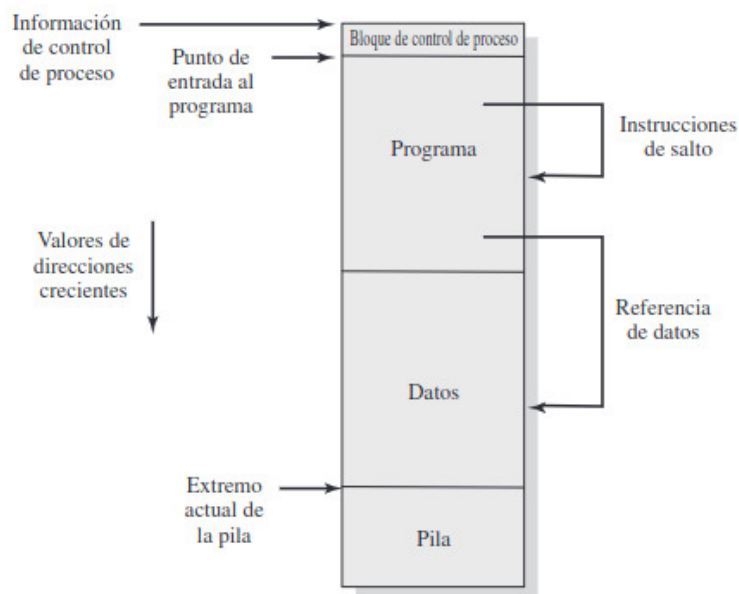 Información
de control
de proceso
Bloque de control de proceso
Punto de
entrada al
programa
Programa
Instrucciones
de salto
Valores de
direcciones
crecientes
Referencia
de datos
Datos
Extremo
actual de
la pila
Pila